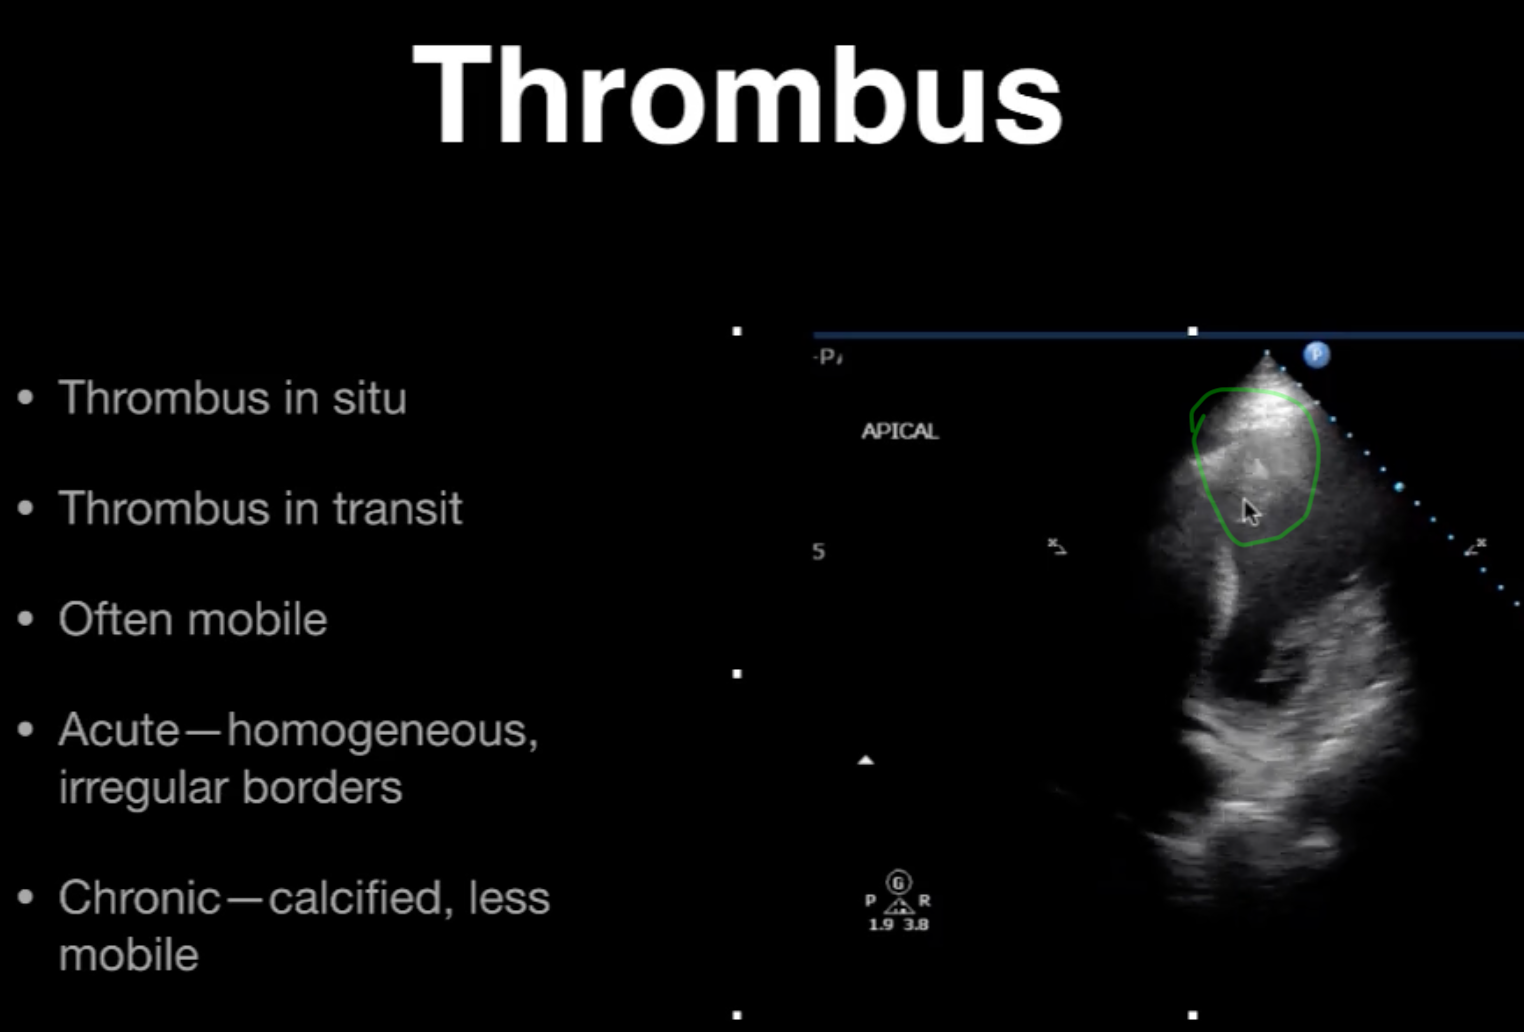 Thrombus
• Thrombus in situ
• Thrombus in transit
• Often mobile
• Acute—homogeneous,
irregular borders
• Chronic—calcified, less
mobile
P
APICAL
5
G
P R
1.9 3.8